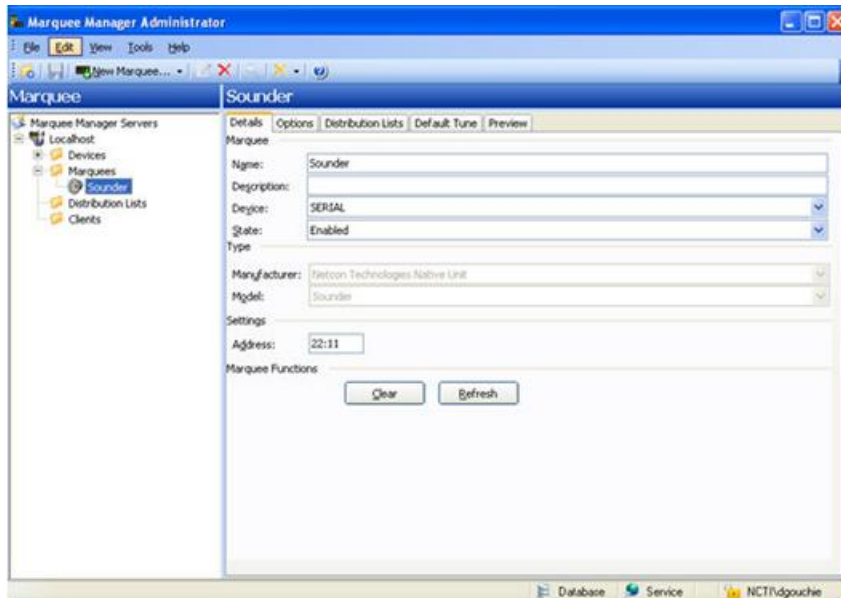 Marquee Manager Administrator
File Edit View Tools Help
New Marquee...
Marquee
Sounder
Marquee Manager Servers
Localhost
Devices
Marquees
Sounder
Distribution Lists
Clients
Details Options Distribution Lists Default Tune Preview
Marquee
Name: Sounder
Description:
Device: SERIAL
State: Enabled
Type
Manufacturer: Netcon Technologies Native Unit
Model: Sounder
Settings
Address: 22:11
Marquee Functions
Clear Refresh
Database Service NCTI\dgouchie